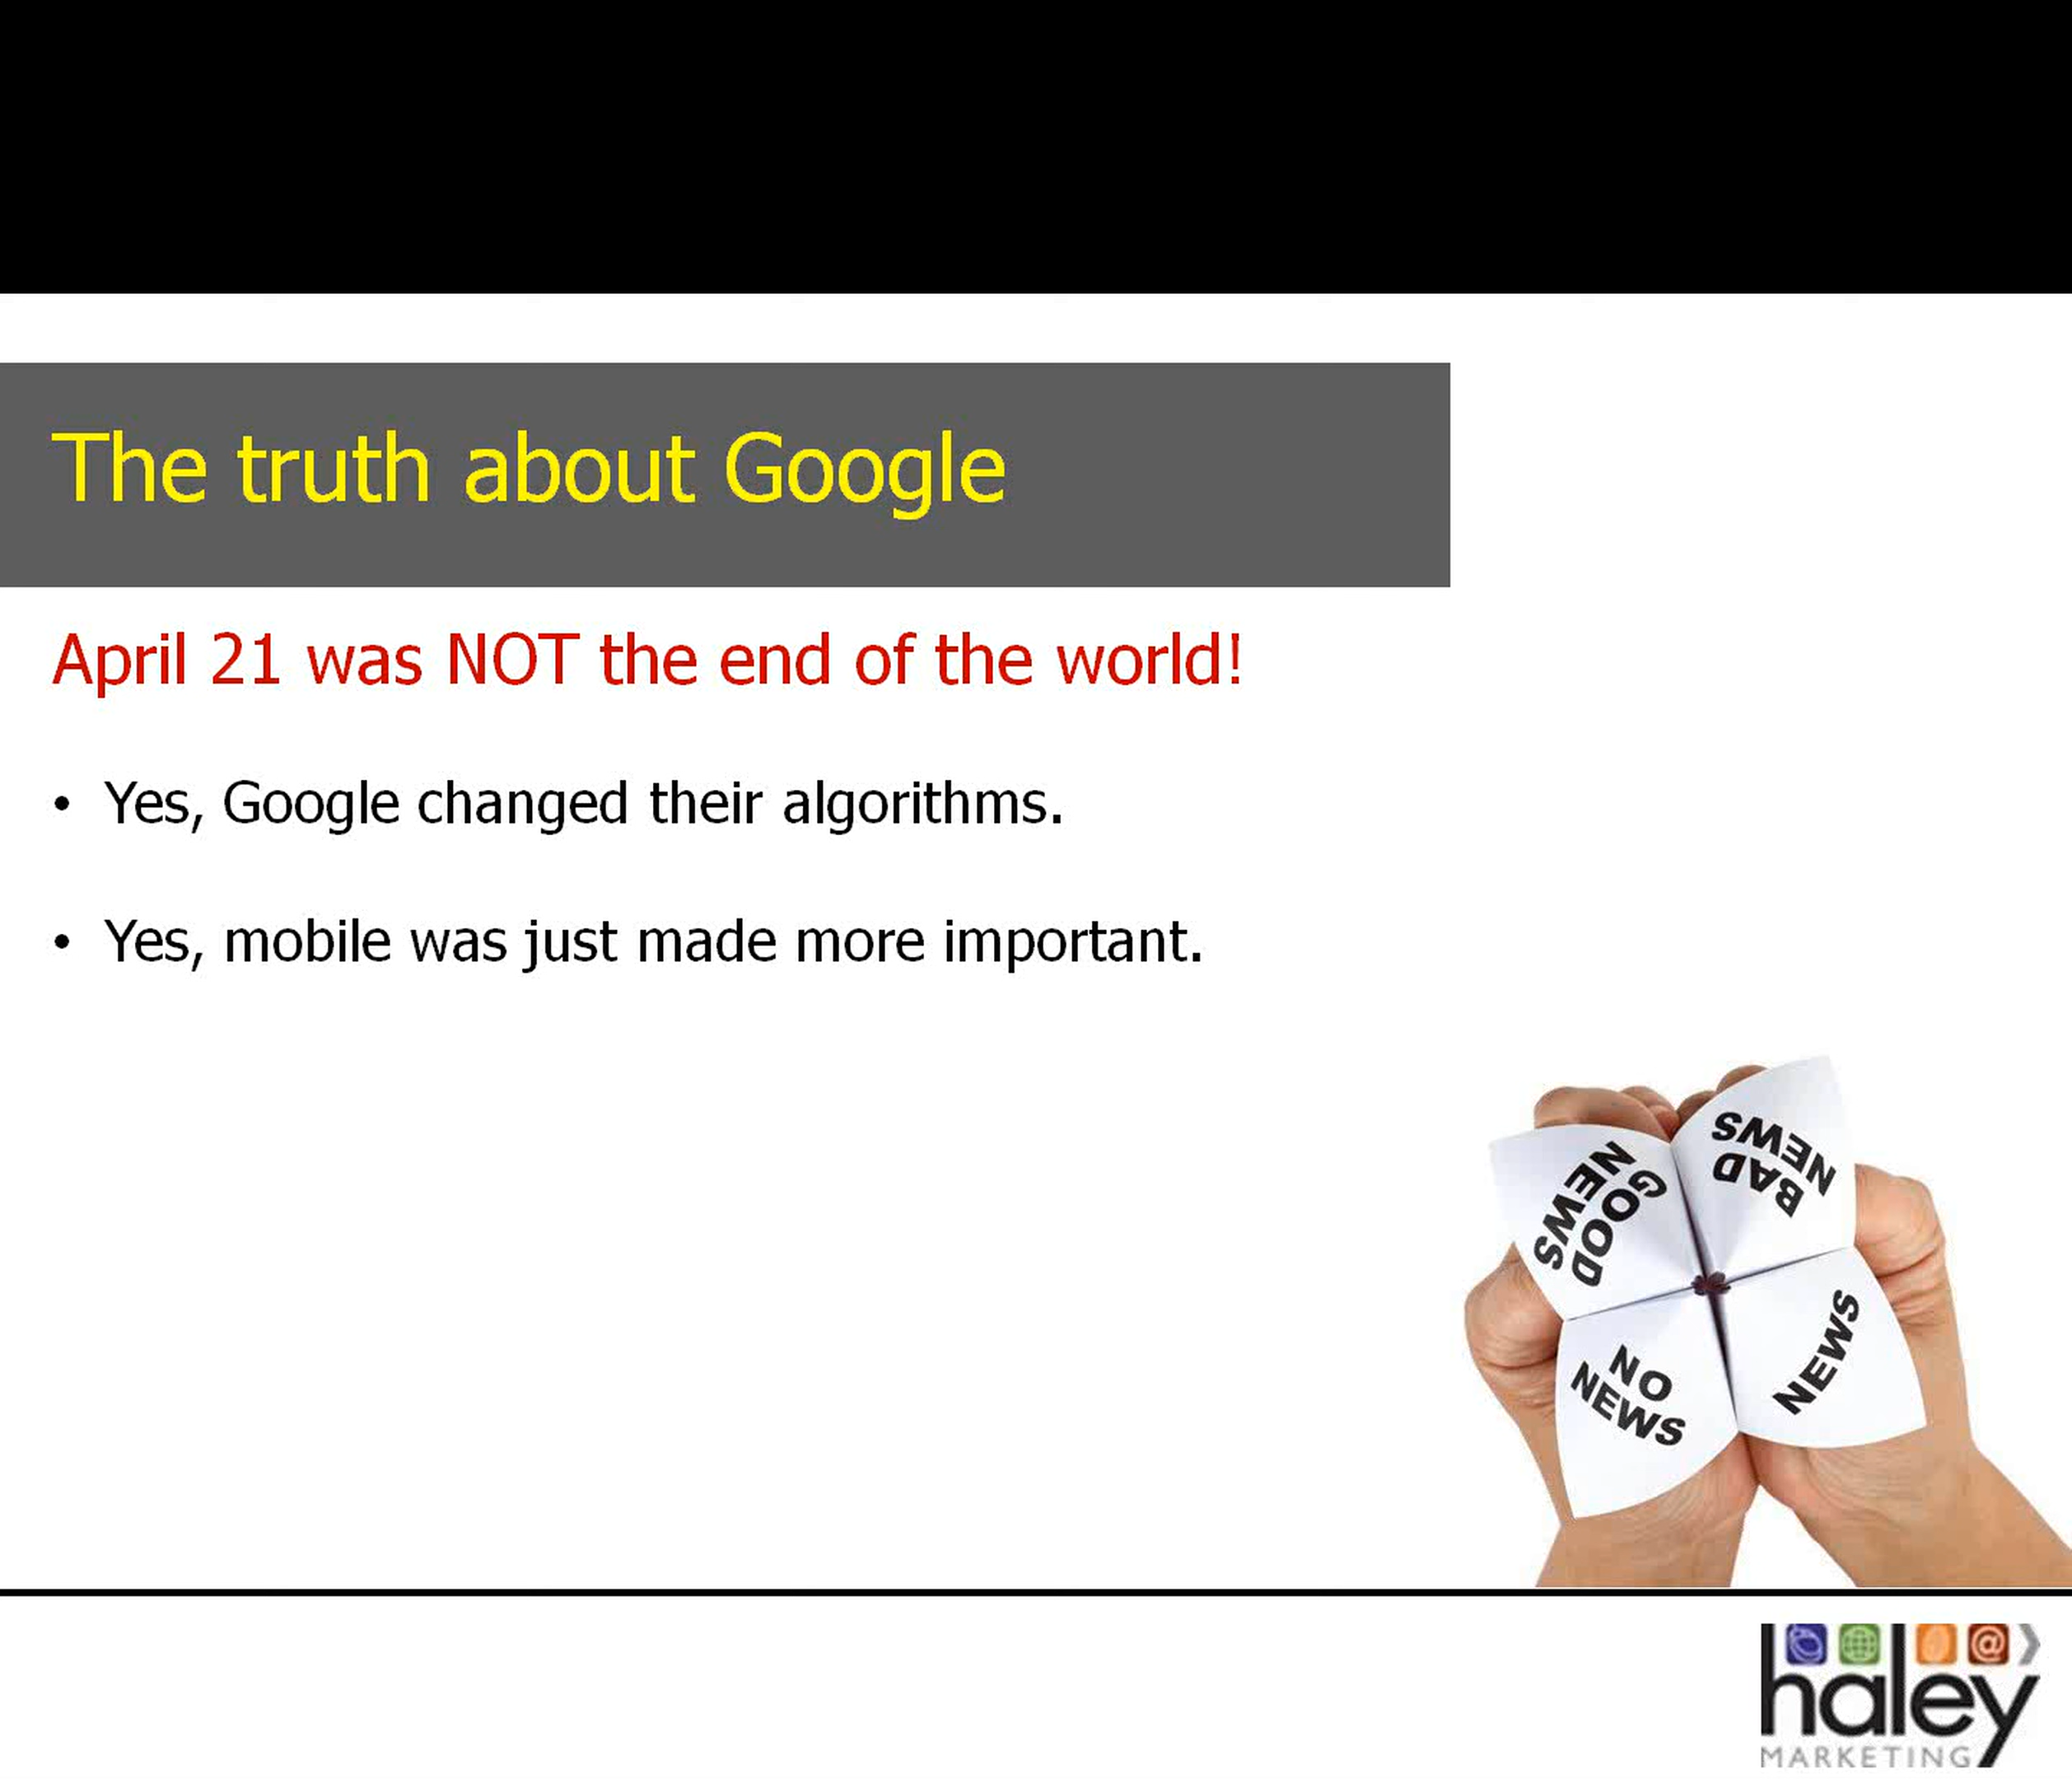 The truth about Google
April 21 was NOT the end of the world!
• Yes, Google changed their algorithms.
• Yes, mobile was just made more important.
GOOD
NEWS
BAD
NEWS
NO
NEWS
NEWS
haley
MARKETING